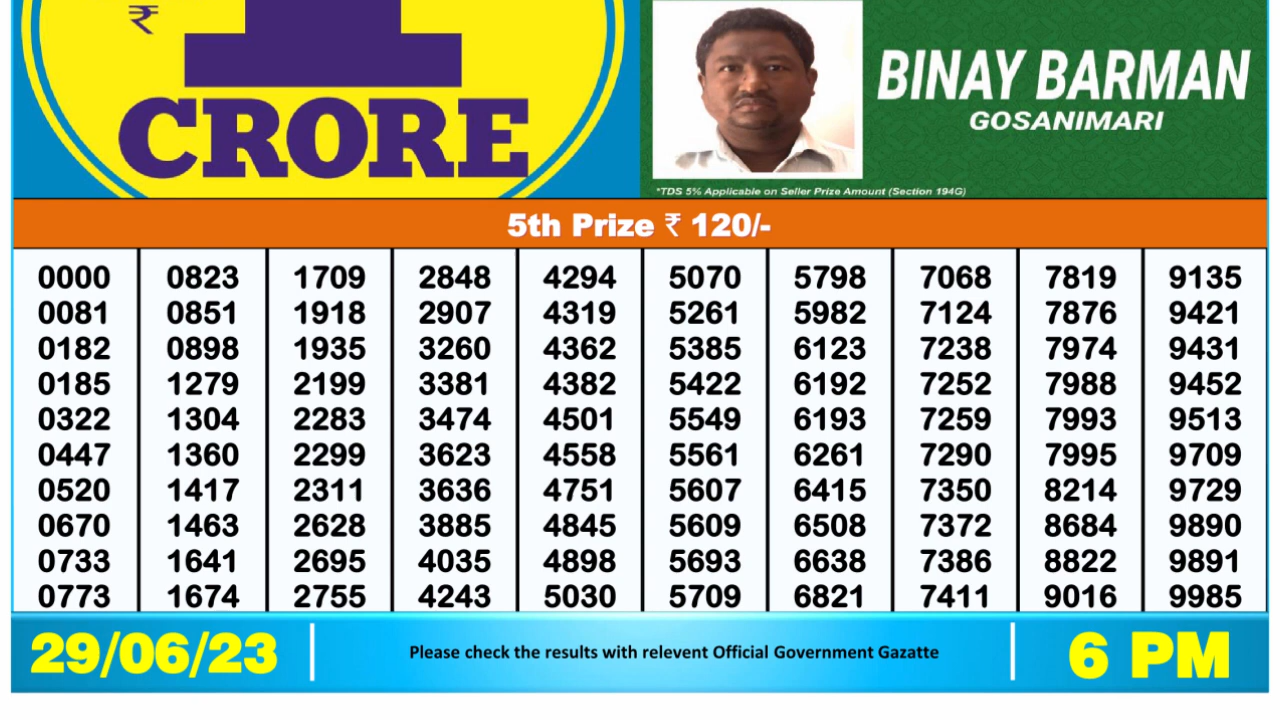 ₹
1
CRORE
BINAY BARMAN
GOSANIMARI
*TDS 5% Applicable on Seller Prize Amount (Section 194G)
5th Prize ₹ 120/-
0000 0823 1709 2848 4294 5070 5798 7068 7819 9135
0081 0851 1918 2907 4319 5261 5982 7124 7876 9421
0182 0898 1935 3260 4362 5385 6123 7238 7974 9431
0185 1279 2199 3381 4382 5422 6192 7252 7988 9452
0322 1304 2283 3474 4501 5549 6193 7259 7993 9513
0447 1360 2299 3623 4558 5561 6261 7290 7995 9709
0520 1417 2311 3636 4751 5607 6415 7350 8214 9729
0670 1463 2628 3885 4845 5609 6508 7372 8684 9890
0733 1641 2695 4035 4898 5693 6638 7386 8822 9891
0773 1674 2755 4243 5030 5709 6821 7411 9016 9985
29/06/23 Please check the results with relevent Official Government Gazatte 6 PM